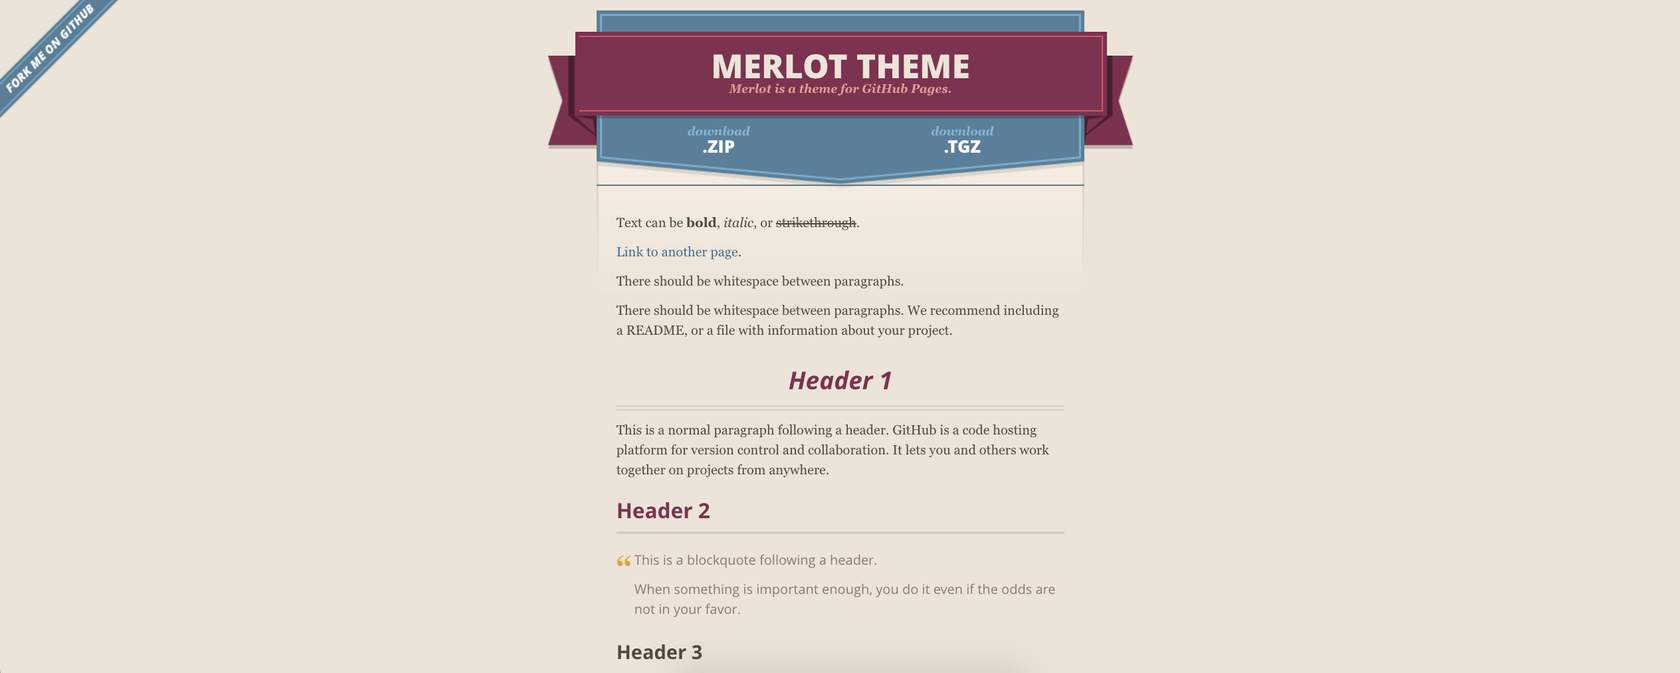 FORK ME ON GITHUB
MERLOT THEME
Merlot is a theme for GitHub Pages.
download
.ZIP
download
.TGZ
Text can be bold, italic, or strikethrough.
Link to another page.
There should be whitespace between paragraphs.
There should be whitespace between paragraphs. We recommend including
a README, or a file with information about your project.
Header 1
This is a normal paragraph following a header. GitHub is a code hosting
platform for version control and collaboration. It lets you and others work
together on projects from anywhere.
Header 2
“ This is a blockquote following a header.
When something is important enough, you do it even if the odds are
not in your favor.
Header 3